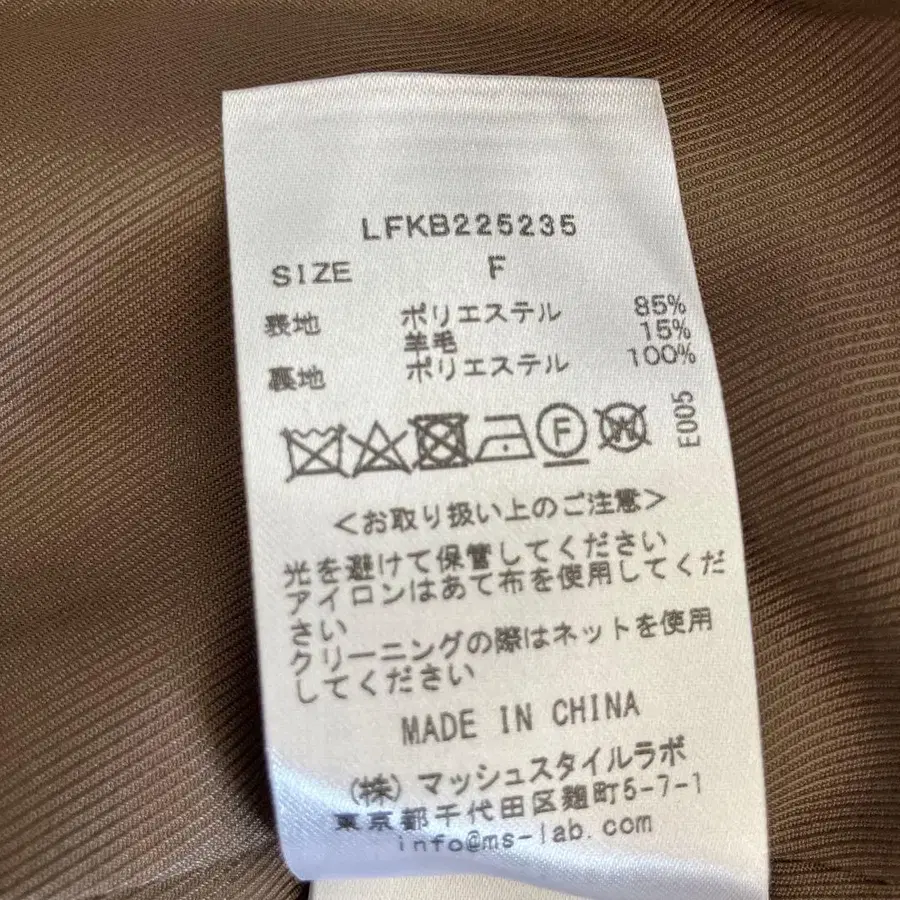 LFKB225235
SIZE F
表地 ポリエステル 85%
羊毛 15%
裏地 ポリエステル 100%
F W E005
＜お取り扱い上のご注意＞
光を避けて保管してください
アイロンはあて布を使用してくだ
さい
クリーニングの際はネットを使用
してください
MADE IN CHINA
(株) マッシュスタイルラボ
東京都千代田区麹町5-7-1
info@ms-lab.com